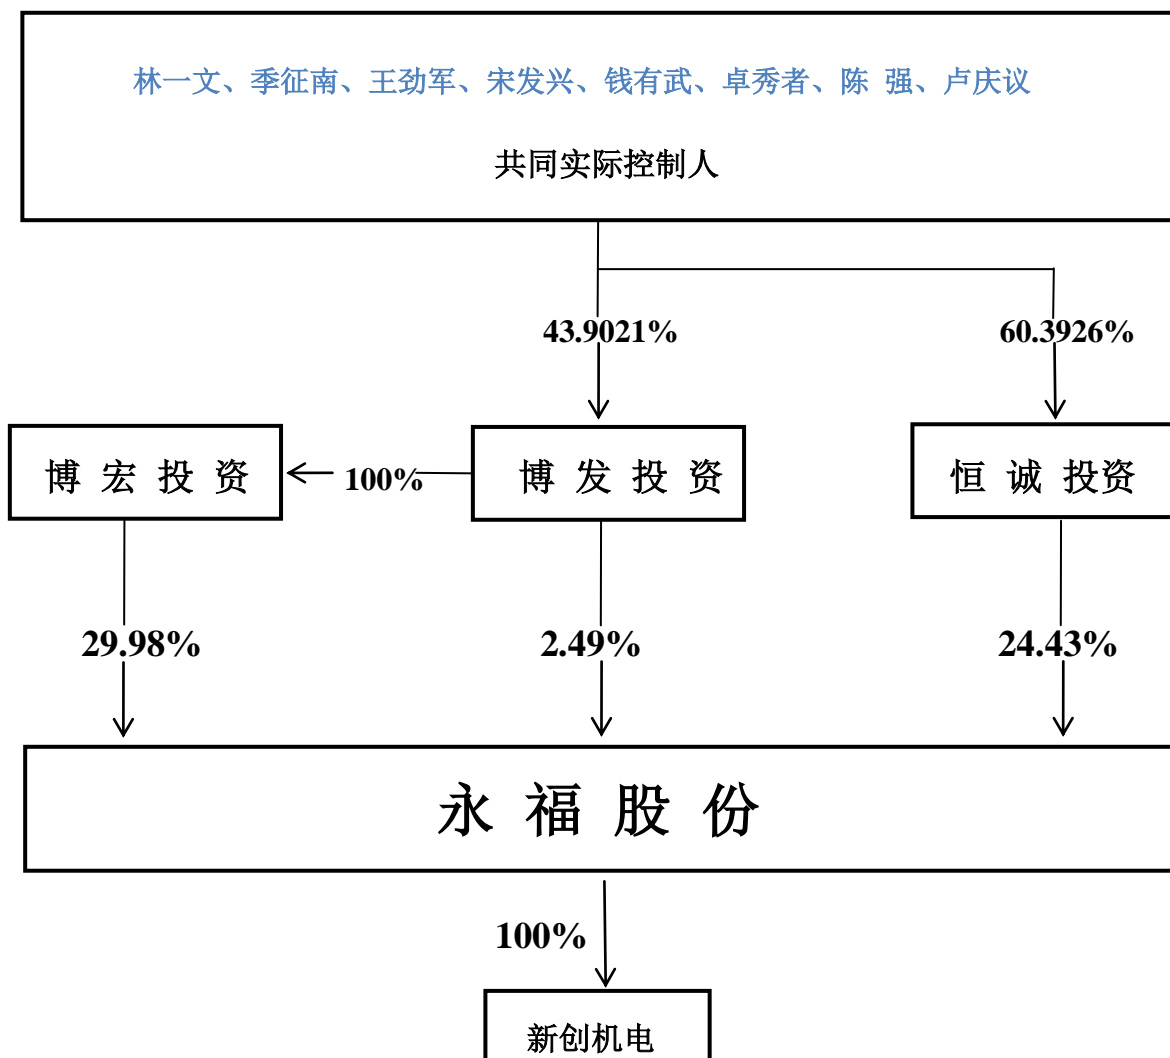 林一文、季征南、王劲军、宋发兴、钱有武、卓秀者、陈 强、卢庆议
共同实际控制人
43.9021%
60.3926%
博 宏 投 资
100%
博 发 投 资
恒 诚 投资
29.98%
2.49%
24.43%
永 福 股 份
100%
新创机电